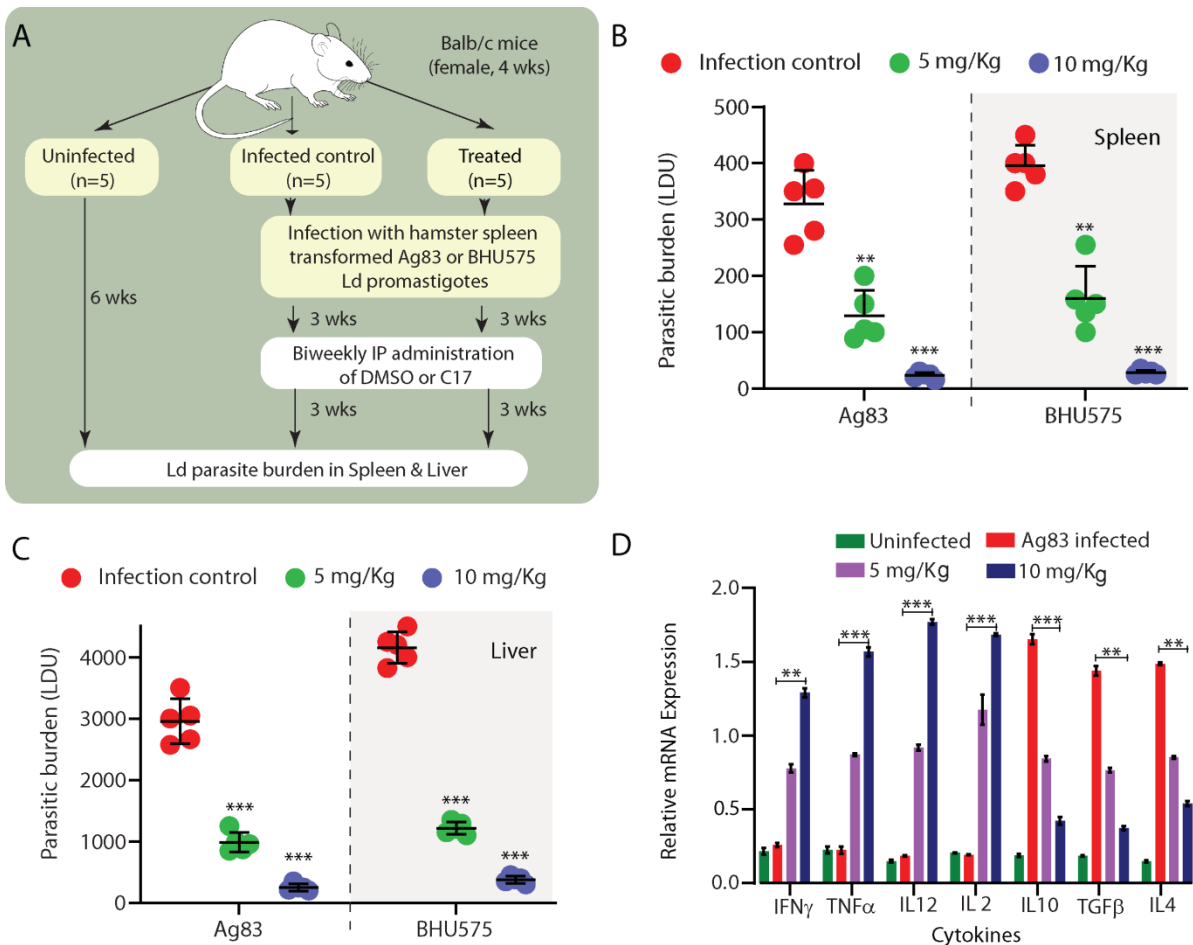 A
Balb/c mice
(female, 4 wks)
Uninfected
(n=5)
Infected control
(n=5)
Treated
(n=5)
Infection with hamster spleen
transformed Ag83 or BHU575
Ld promastigotes
6 wks
3 wks
3 wks
Biweekly IP administration
of DMSO or C17
3 wks
3 wks
Ld parasite burden in Spleen & Liver
B
Infection control
5 mg/Kg
10 mg/Kg
Spleen
Parasitic burden (LDU)
500
400
300
200
100
0
**
***
**
***
Ag83
BHU575
C
Infection control
5 mg/Kg
10 mg/Kg
Liver
Parasitic burden (LDU)
4000
3000
2000
1000
0
***
***
***
***
Ag83
BHU575
D
Uninfected
Ag83 infected
5 mg/Kg
10 mg/Kg
Relative mRNA Expression
2.0
1.5
1.0
0.5
0.0
**
***
***
***
***
**
**
IFNγ
TNFα
IL12
IL 2
IL10
TGFβ
IL4
Cytokines